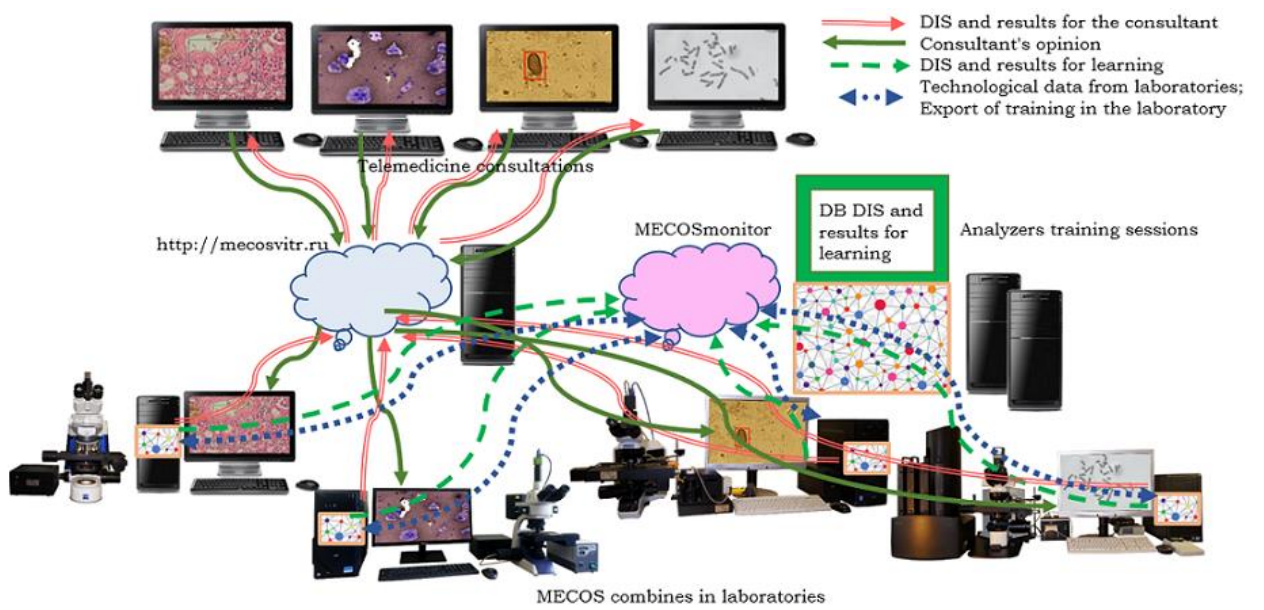 DIS and results for the consultant
Consultant's opinion
DIS and results for learning
Technological data from laboratories;
Export of training in the laboratory
Telemedicine consultations
http://mecosvitr.ru
MECOSmonitor
DB DIS and
results for
learning
Analyzers training sessions
MECOS combines in laboratories